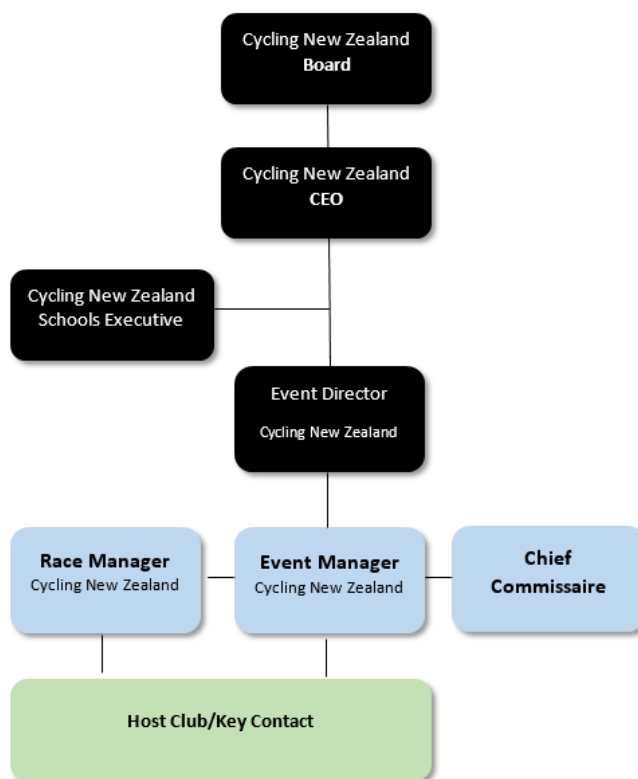 Cycling New Zealand
Board
Cycling New Zealand
CEO
Cycling New Zealand
Schools Executive
Event Director
Cycling New Zealand
Race Manager
Cycling New Zealand
Event Manager
Cycling New Zealand
Chief
Commissaire
Host Club/Key Contact